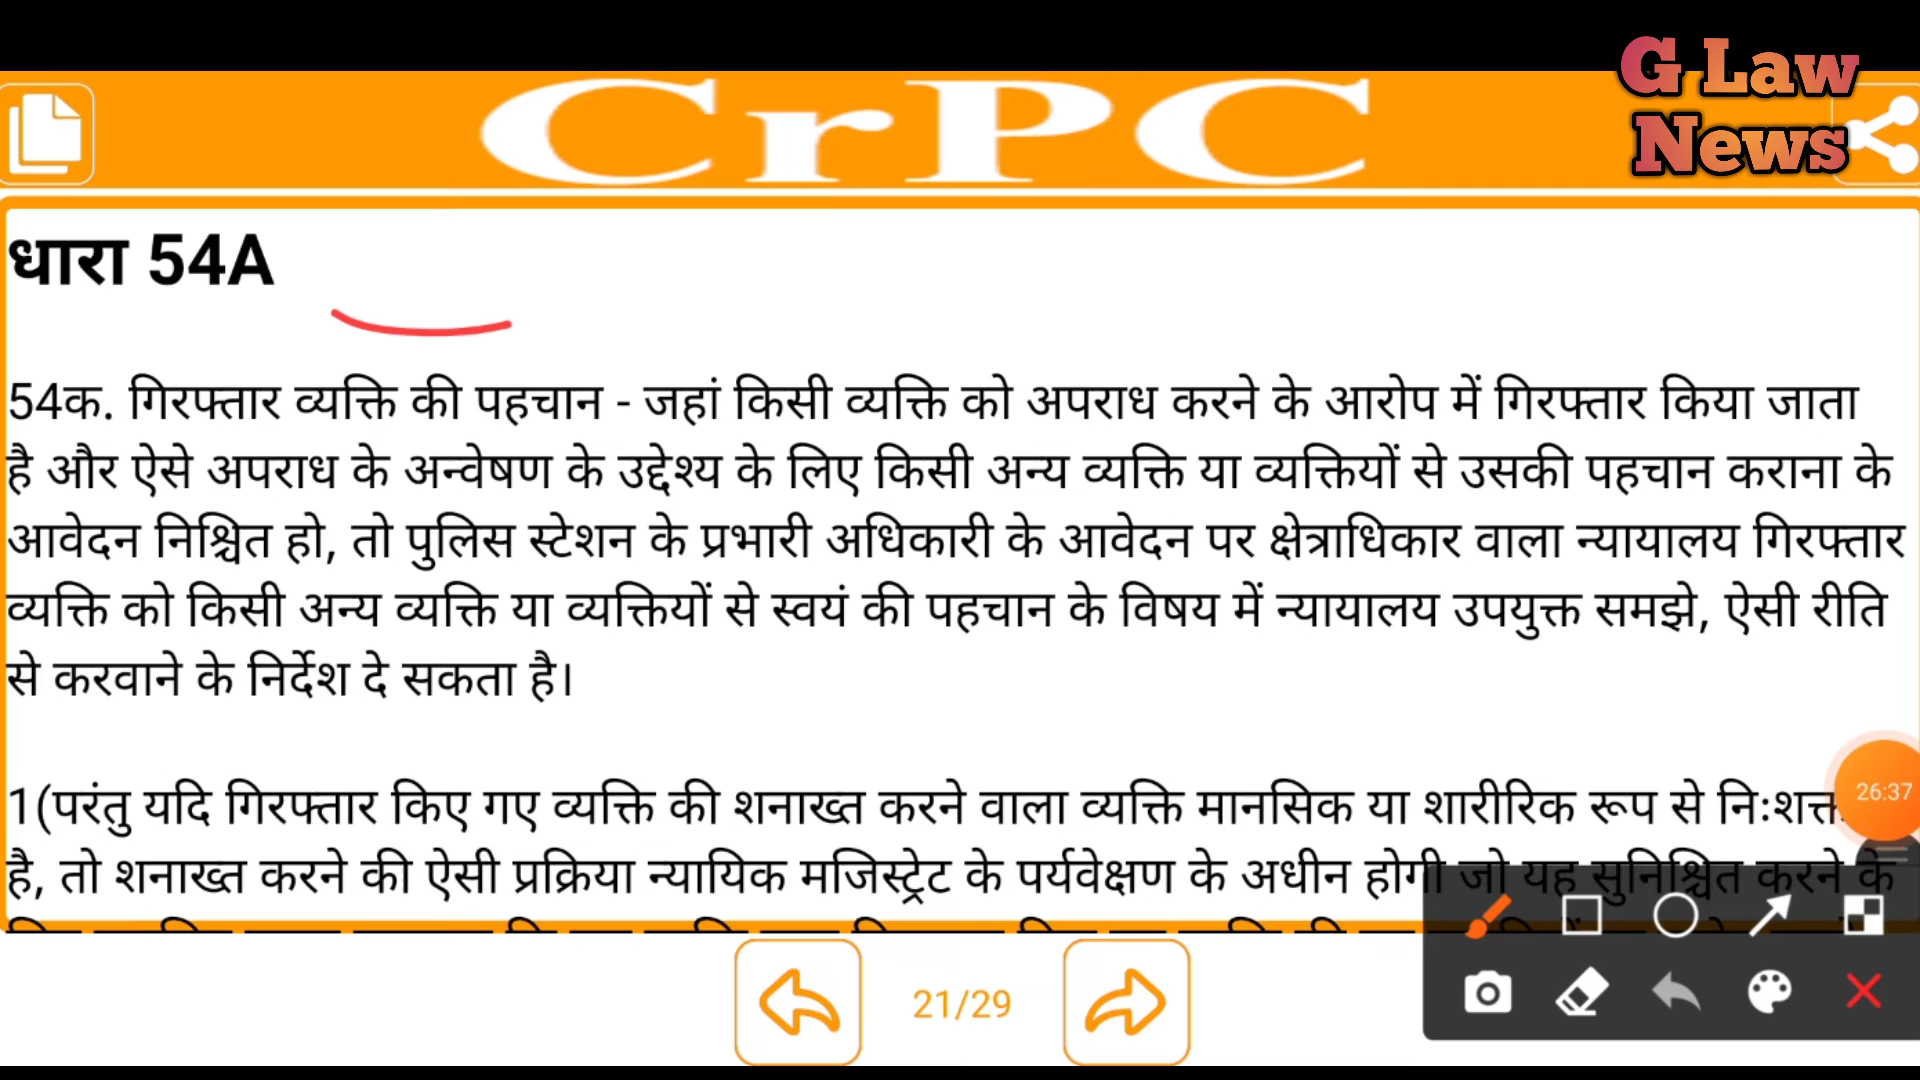 CrPC
G Law
News
धारा 54A
54क. गिरफ्तार व्यक्ति की पहचान - जहां किसी व्यक्ति को अपराध करने के आरोप में गिरफ्तार किया जाता
है और ऐसे अपराध के अन्वेषण के उद्देश्य के लिए किसी अन्य व्यक्ति या व्यक्तियों से उसकी पहचान कराना के
आवेदन निश्चित हो, तो पुलिस स्टेशन के प्रभारी अधिकारी के आवेदन पर क्षेत्राधिकार वाला न्यायालय गिरफ्तार
व्यक्ति को किसी अन्य व्यक्ति या व्यक्तियों से स्वयं की पहचान के विषय में न्यायालय उपयुक्त समझे, ऐसी रीति
से करवाने के निर्देश दे सकता है।
1(परंतु यदि गिरफ्तार किए गए व्यक्ति की शनाख्त करने वाला व्यक्ति मानसिक या शारीरिक रूप से निःशक्त
है, तो शनाख्त करने की ऐसी प्रक्रिया न्यायिक मजिस्ट्रेट के पर्यवेक्षण के अधीन होगी जो यह सुनिश्चित करने के
26:37
21/29